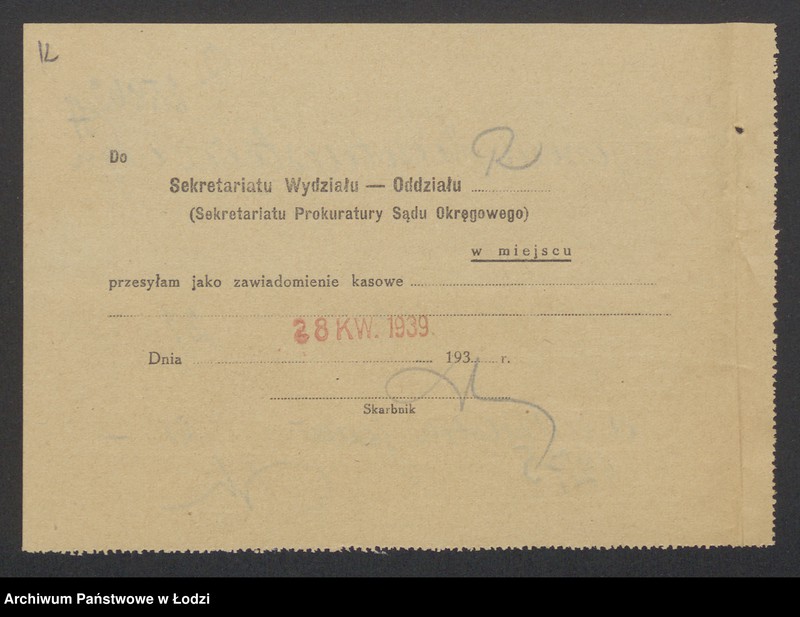 12
Do
Sekretariatu Wydziału — Oddziału
(Sekretariatu Prokuratury Sądu Okręgowego)
w miejscu
przesyłam jako zawiadomienie kasowe
28 KW. 1939.
Dnia 193 r.
Skarbnik
Archiwum Państwowe w Łodzi